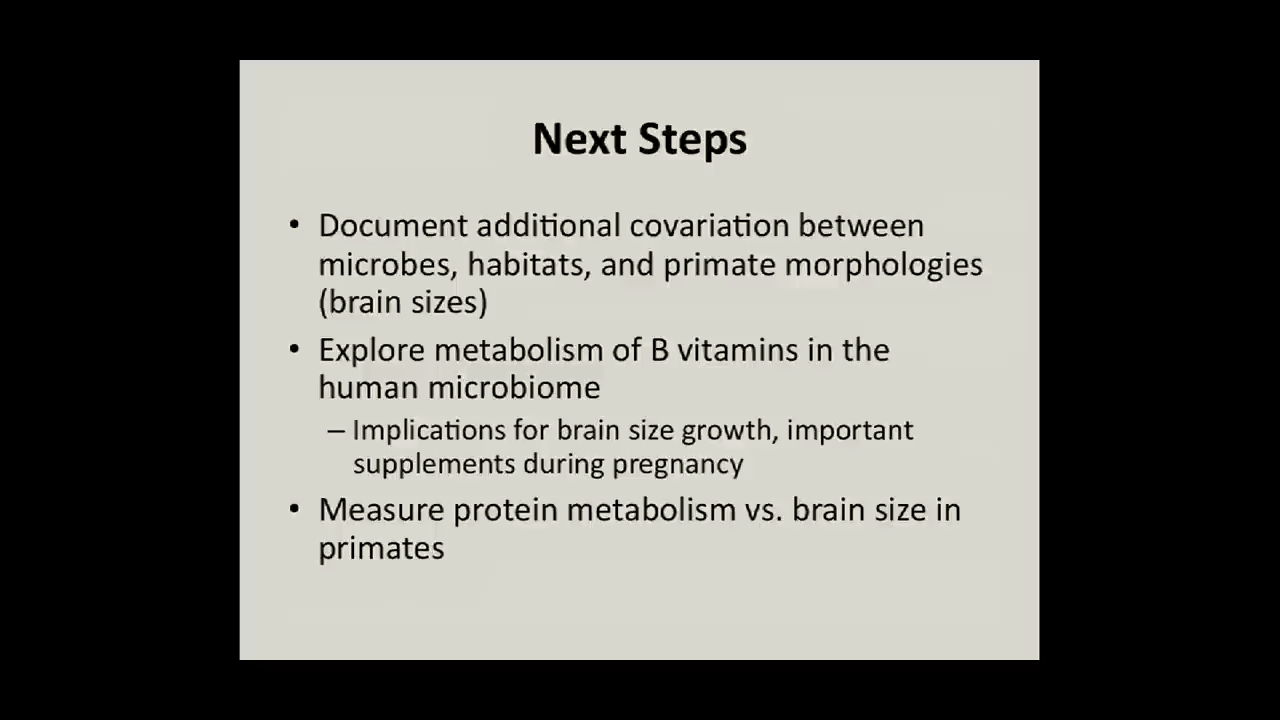 Next Steps
• Document additional covariation between
microbes, habitats, and primate morphologies
(brain sizes)
• Explore metabolism of B vitamins in the
human microbiome
– Implications for brain size growth, important
supplements during pregnancy
• Measure protein metabolism vs. brain size in
primates